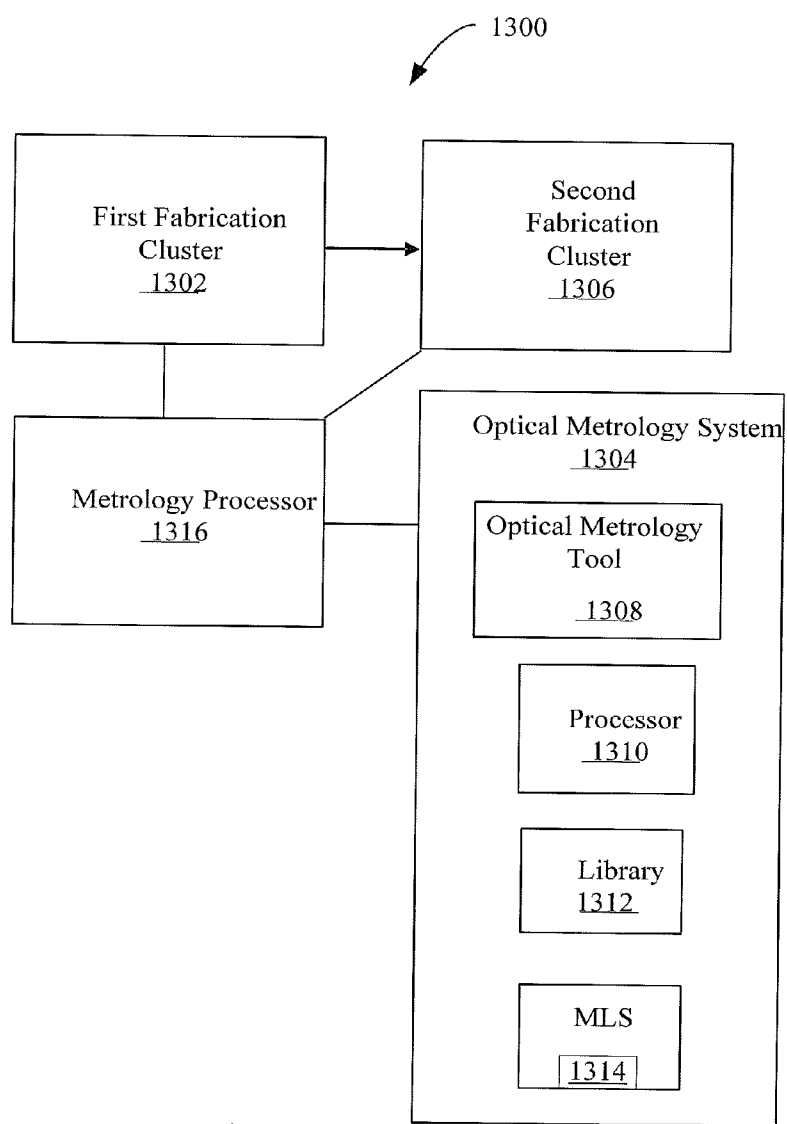 1300
First Fabrication
Cluster
1302
Second
Fabrication
Cluster
1306
Metrology Processor
1316
Optical Metrology System
1304
Optical Metrology
Tool
1308
Processor
1310
Library
1312
MLS
1314